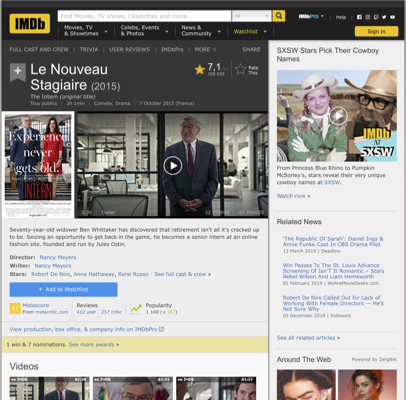 IMDb
Find Movies, TV shows, Celebrities and more...
All
IMDbPro
Help
Movies, TV
& Showtimes
Celebs, Events
& Photos
News &
Community
Watchlist
Sign in
FULL CAST AND CREW | TRIVIA | USER REVIEWS | IMDbPro | MORE
SHARE
Le Nouveau
Stagiaire (2015)
The Intern (original title)
Tous publics | 2h 1min | Comedy, Drama | 7 October 2015 (France)
7,1
Rate
This
Experience
never
gets old.
INTERN
Seventy-year-old widower Ben Whittaker has discovered that retirement isn't all it's cracked up
to be. Seizing an opportunity to get back in the game, he becomes a senior intern at an online
fashion site, founded and run by Jules Ostin.
Director: Nancy Meyers
Writer: Nancy Meyers
Stars: Robert De Niro, Anne Hathaway, Rene Russo | See full cast & crew »
+ Add to Watchlist
Metascore
From metacritic.com
Reviews
412 user | 257 critic
Popularity
1 140
View production, box office, & company info on IMDbPro
1 win & 7 nominations. See more awards »
Videos
SXSW Stars Pick Their Cowboy
Names
IMDb
AT
SXSW
From Princess Blue Rhino to Pumpkin
McSorley's, stars reveal their very unique
cowboy names at SXSW.
Watch now »
Related News
'The Republic Of Sarah': Daniel Ings &
Annie Funke Cast In CBS Drama Pilot
13 March 2019 | Deadline
Win Passes To The St. Louis Advance
Screening Of Isn'T It Romantic – Stars
Rebel Wilson And Liam Hemsworth
01 February 2019 | WeAreMovieGeeks.com
Robert De Niro Called Out for Lack of
Working With Female Directors — He's
Not Sure Why
03 December 2018 | Indiewire
See all related articles »
Around The Web
Powered by ZergNet